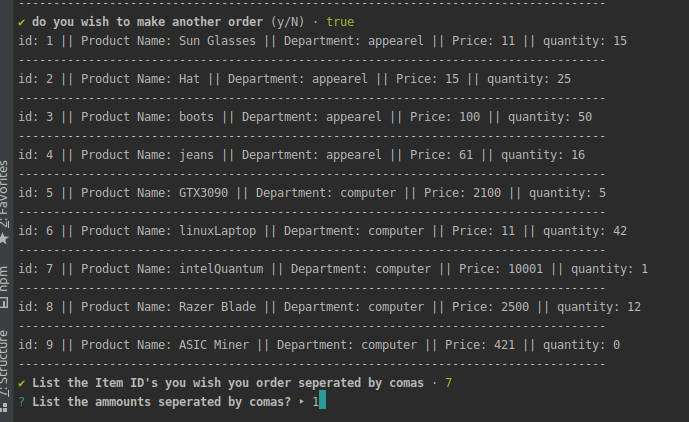 ------------------------------------------------------------------------------------
✔ do you wish to make another order (y/N) · true
id: 1 || Product Name: Sun Glasses || Department: appearel || Price: 11 || quantity: 15
------------------------------------------------------------------------------------
id: 2 || Product Name: Hat || Department: appearel || Price: 15 || quantity: 25
------------------------------------------------------------------------------------
id: 3 || Product Name: boots || Department: appearel || Price: 100 || quantity: 50
------------------------------------------------------------------------------------
id: 4 || Product Name: jeans || Department: appearel || Price: 61 || quantity: 16
------------------------------------------------------------------------------------
id: 5 || Product Name: GTX3090 || Department: computer || Price: 2100 || quantity: 5
------------------------------------------------------------------------------------
id: 6 || Product Name: linuxLaptop || Department: computer || Price: 11 || quantity: 42
------------------------------------------------------------------------------------
id: 7 || Product Name: intelQuantum || Department: computer || Price: 10001 || quantity: 1
------------------------------------------------------------------------------------
id: 8 || Product Name: Razer Blade || Department: computer || Price: 2500 || quantity: 12
------------------------------------------------------------------------------------
id: 9 || Product Name: ASIC Miner || Department: computer || Price: 421 || quantity: 0
------------------------------------------------------------------------------------
✔ List the Item ID's you wish you order seperated by comas · 7
? List the ammounts seperated by comas? ‣ 1
2: Favorites
npm
7: Structure